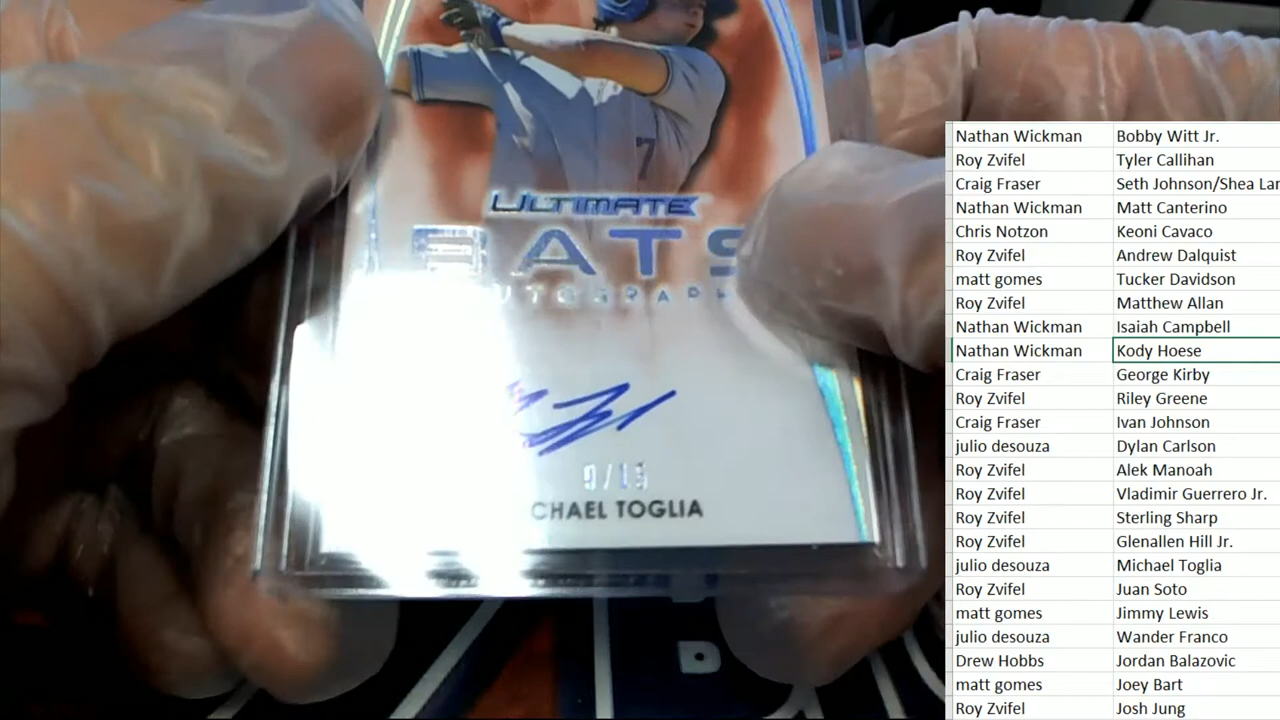 7
ULTIMATE
BATS
AUTOGRAPH
9/15
CHAEL TOGLIA
Nathan Wickman Bobby Witt Jr.
Roy Zvifel Tyler Callihan
Craig Fraser Seth Johnson/Shea Lar
Nathan Wickman Matt Canterino
Chris Notzon Keoni Cavaco
Roy Zvifel Andrew Dalquist
matt gomes Tucker Davidson
Roy Zvifel Matthew Allan
Nathan Wickman Isaiah Campbell
Nathan Wickman Kody Hoese
Craig Fraser George Kirby
Roy Zvifel Riley Greene
Craig Fraser Ivan Johnson
julio desouza Dylan Carlson
Roy Zvifel Alek Manoah
Roy Zvifel Vladimir Guerrero Jr.
Roy Zvifel Sterling Sharp
Roy Zvifel Glenallen Hill Jr.
julio desouza Michael Toglia
Roy Zvifel Juan Soto
matt gomes Jimmy Lewis
julio desouza Wander Franco
Drew Hobbs Jordan Balazovic
matt gomes Joey Bart
Roy Zvifel Josh Jung